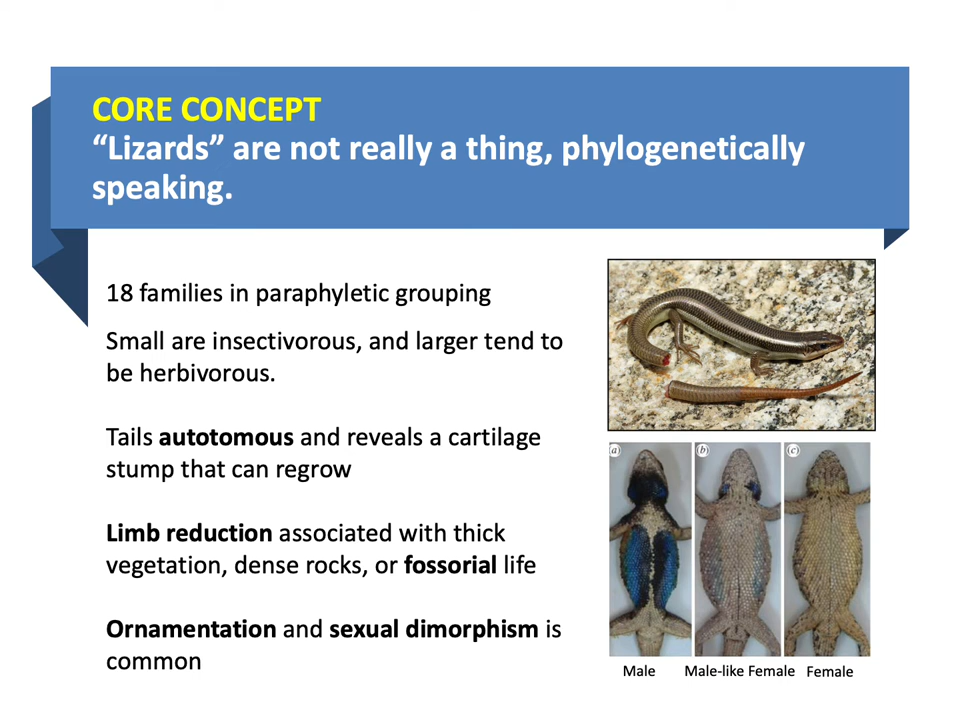 CORE CONCEPT
“Lizards” are not really a thing, phylogenetically
speaking.
18 families in paraphyletic grouping
Small are insectivorous, and larger tend to
be herbivorous.
Tails autotomous and reveals a cartilage
stump that can regrow
Limb reduction associated with thick
vegetation, dense rocks, or fossorial life
Ornamentation and sexual dimorphism is
common
(a) (b) (c)
Male Male-like Female Female